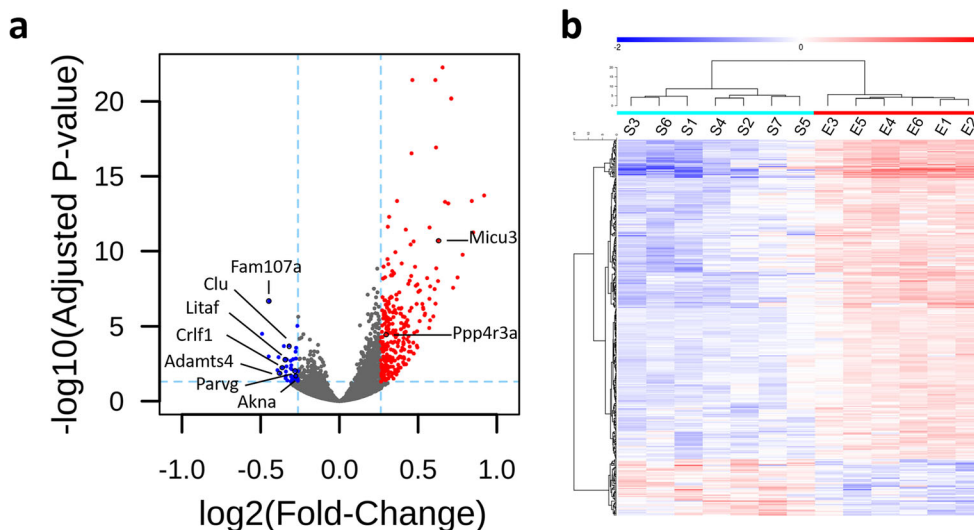 a
b
-2
0
S3 S6 S1 S4 S2 S7 S5 E3 E5 E4 E6 E1 E2
-log10(Adjusted P-value)
20
15
10
5
0
Micu3
Fam107a
Clu
Litaf
Crlf1
Ppp4r3a
Adamts4
Parvg
Akna
-1.0 -0.5 0.0 0.5 1.0
log2(Fold-Change)